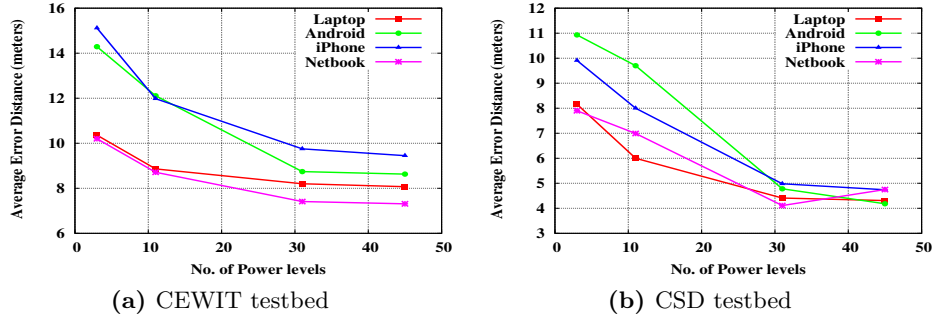 Average Error Distance (meters)
16
14
12
10
8
6
0
10
20
30
40
50
No. of Power levels
Laptop
Android
iPhone
Netbook
(a) CEWIT testbed
Average Error Distance (meters)
12
11
10
9
8
7
6
5
4
3
0
10
20
30
40
50
No. of Power levels
Laptop
Android
iPhone
Netbook
(b) CSD testbed